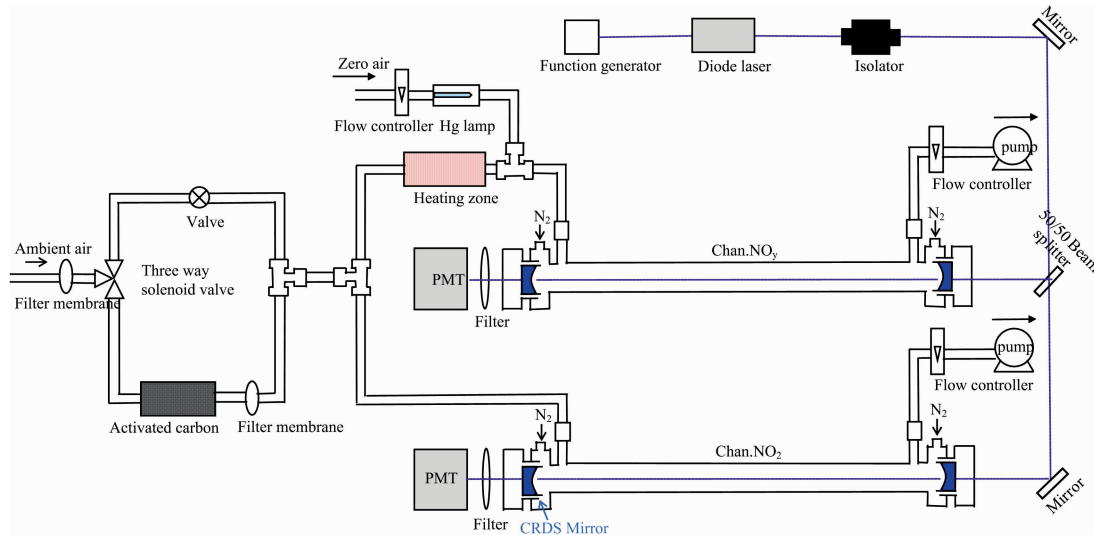 Mirror
Function generator
Diode laser
Isolator
Zero air
Flow controller
Hg lamp
pump
Flow controller
Heating zone
Valve
N₂
N₂
50/50 Beam
splitter
Ambient air
Three way
solenoid valve
Filter membrane
Chan.NOy
PMT
Filter
pump
Flow controller
Activated carbon
Filter membrane
N₂
N₂
Chan.NO₂
PMT
Filter
CRDS Mirror
Mirror